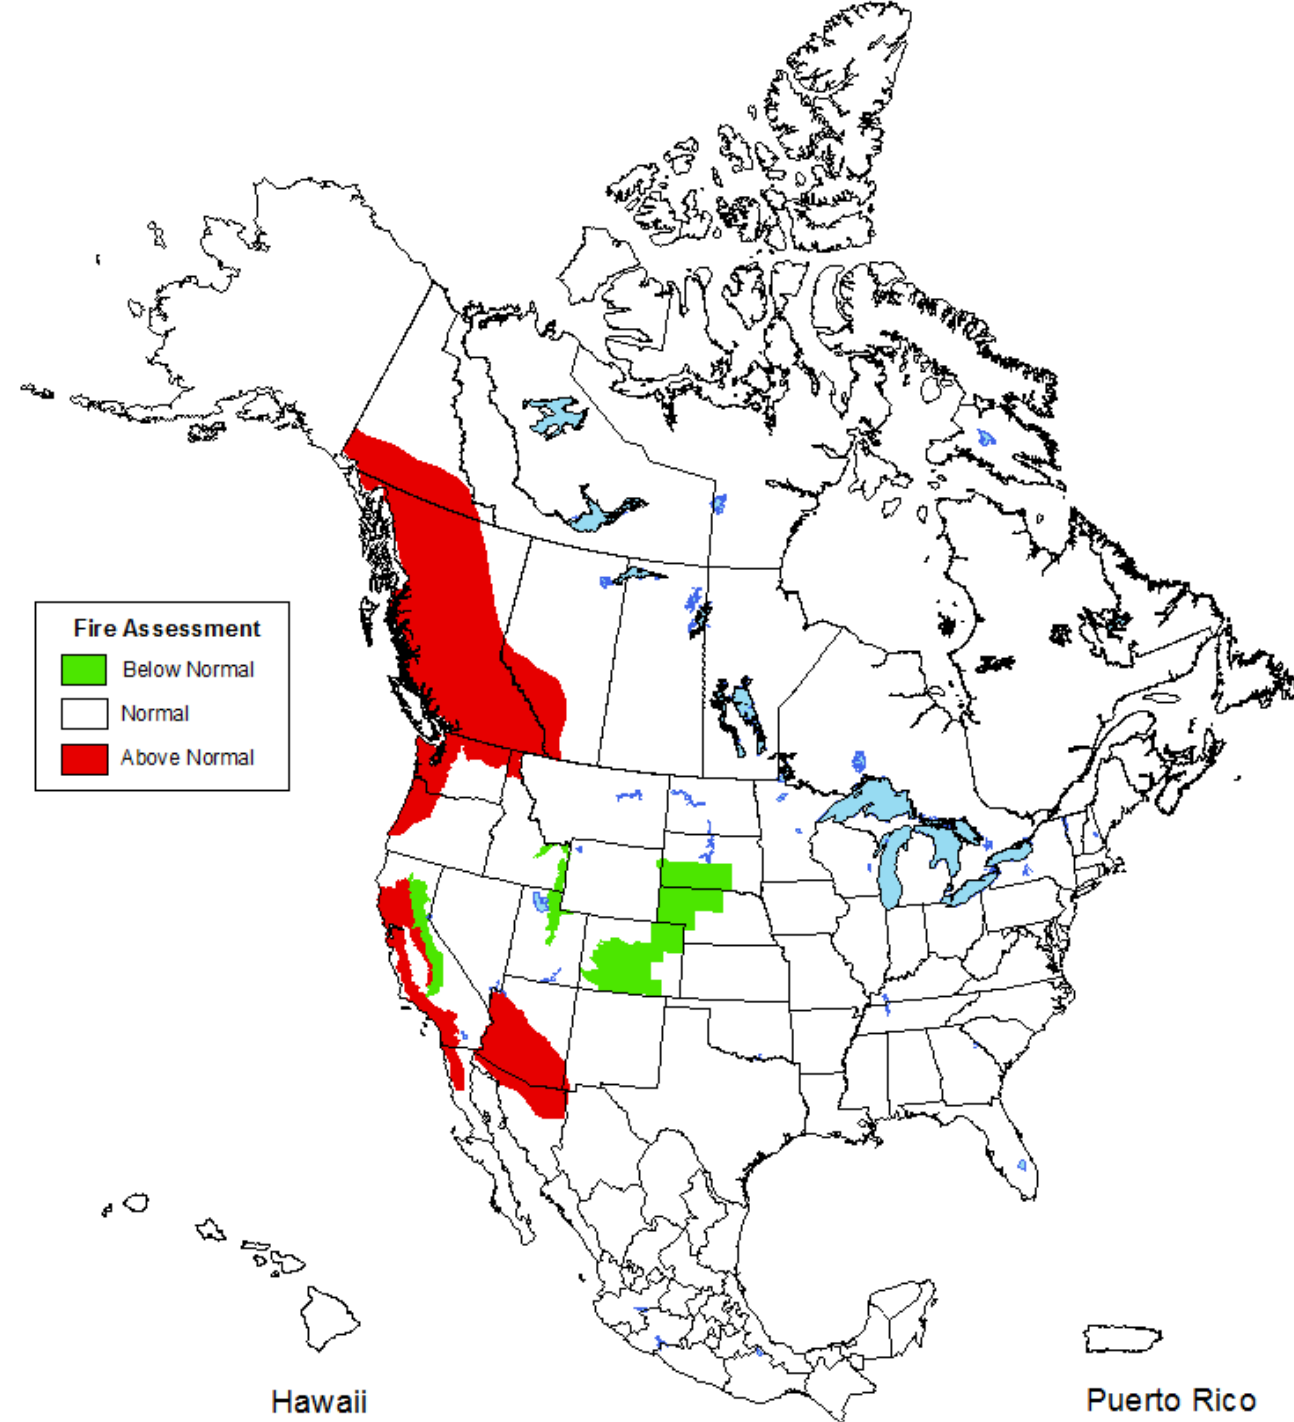 Fire Assessment
Below Normal
Normal
Above Normal
Hawaii
Puerto Rico